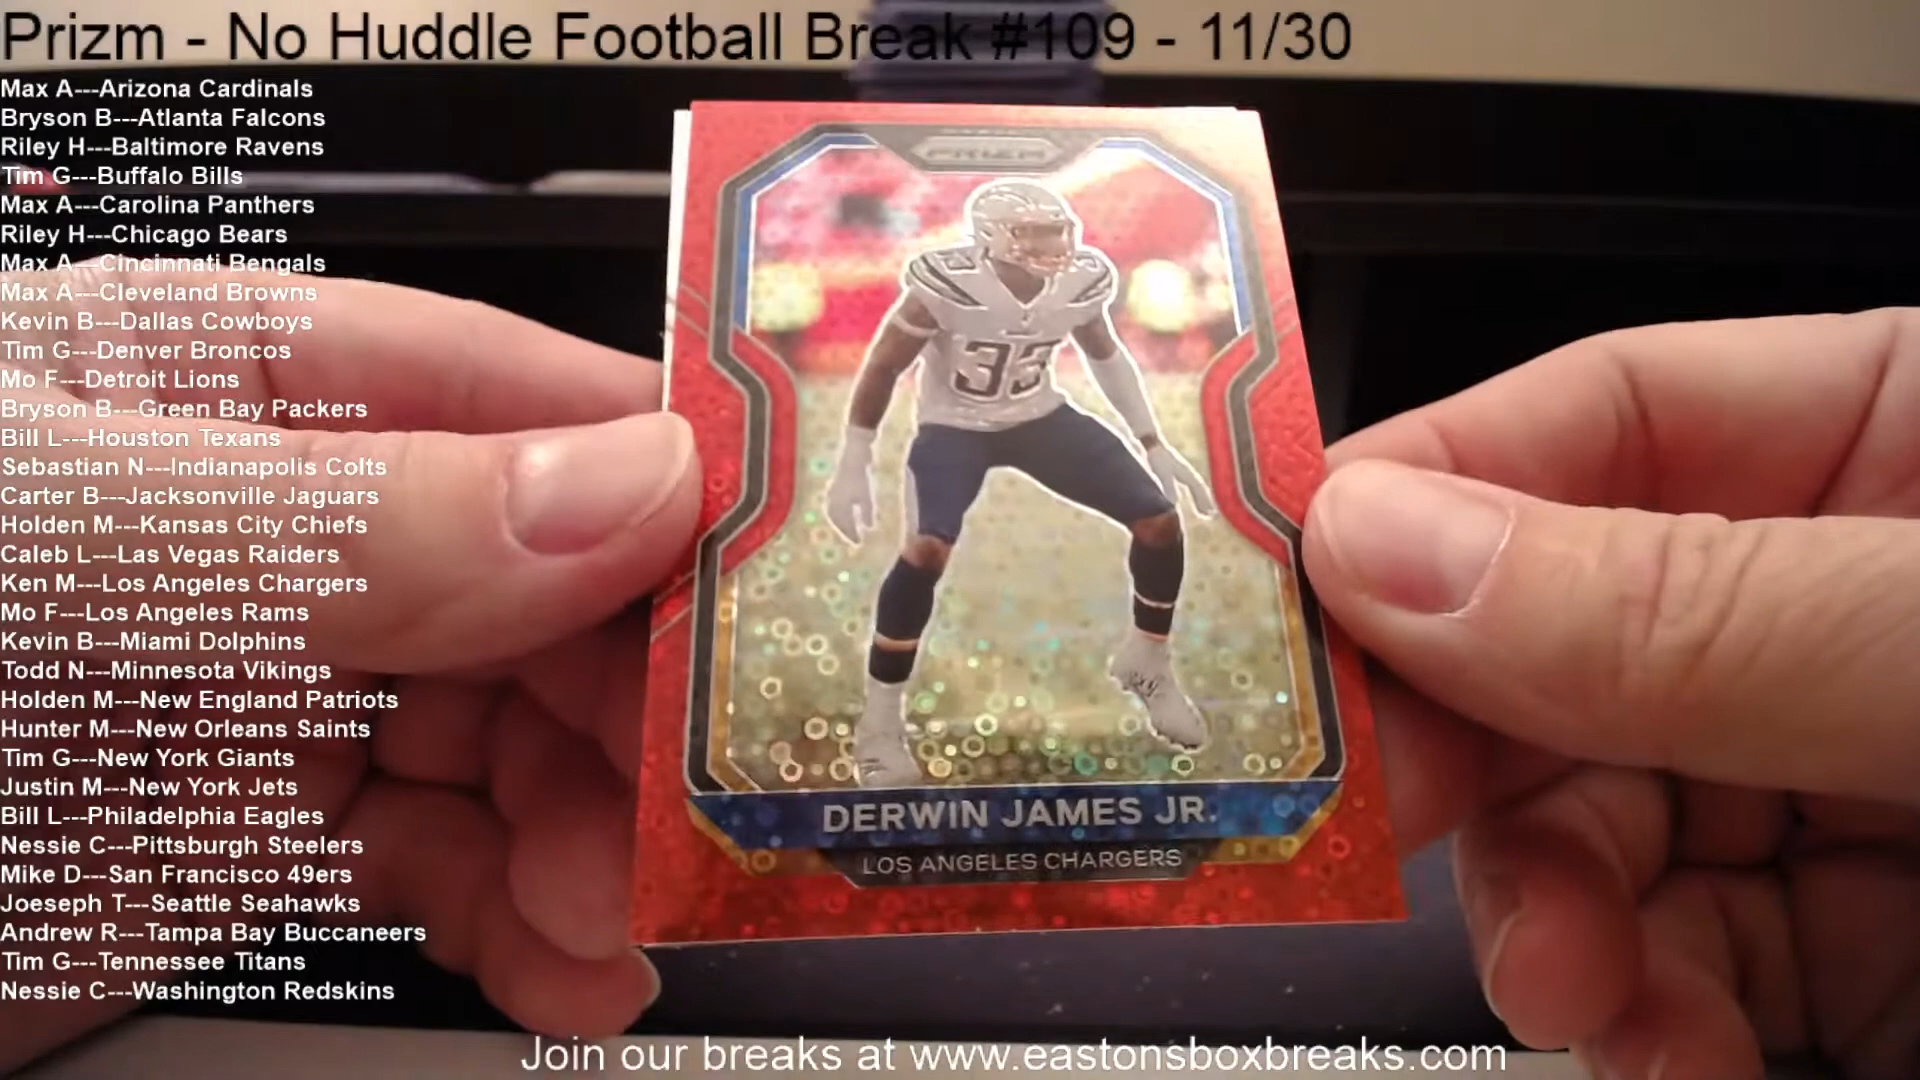 Prizm - No Huddle Football Break #109 - 11/30
Max A---Arizona Cardinals
Bryson B---Atlanta Falcons
Riley H---Baltimore Ravens
Tim G---Buffalo Bills
Max A---Carolina Panthers
Riley H---Chicago Bears
Max A---Cincinnati Bengals
Max A---Cleveland Browns
Kevin B---Dallas Cowboys
Tim G---Denver Broncos
Mo F---Detroit Lions
Bryson B---Green Bay Packers
Bill L---Houston Texans
Sebastian N---Indianapolis Colts
Carter B---Jacksonville Jaguars
Holden M---Kansas City Chiefs
Caleb L---Las Vegas Raiders
Ken M---Los Angeles Chargers
Mo F---Los Angeles Rams
Kevin B---Miami Dolphins
Todd N---Minnesota Vikings
Holden M---New England Patriots
Hunter M---New Orleans Saints
Tim G---New York Giants
Justin M---New York Jets
Bill L---Philadelphia Eagles
Nessie C---Pittsburgh Steelers
Mike D---San Francisco 49ers
Joeseph T---Seattle Seahawks
Andrew R---Tampa Bay Buccaneers
Tim G---Tennessee Titans
Nessie C---Washington Redskins
PRIZM
33
DERWIN JAMES JR.
LOS ANGELES CHARGERS
Join our breaks at www.eastonsboxbreaks.com